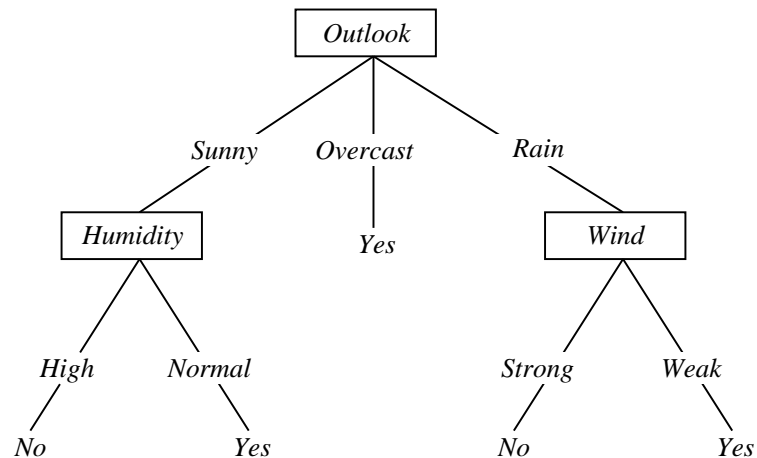 Outlook
Sunny Overcast Rain
Humidity Yes Wind
High Normal Strong Weak
No Yes No Yes